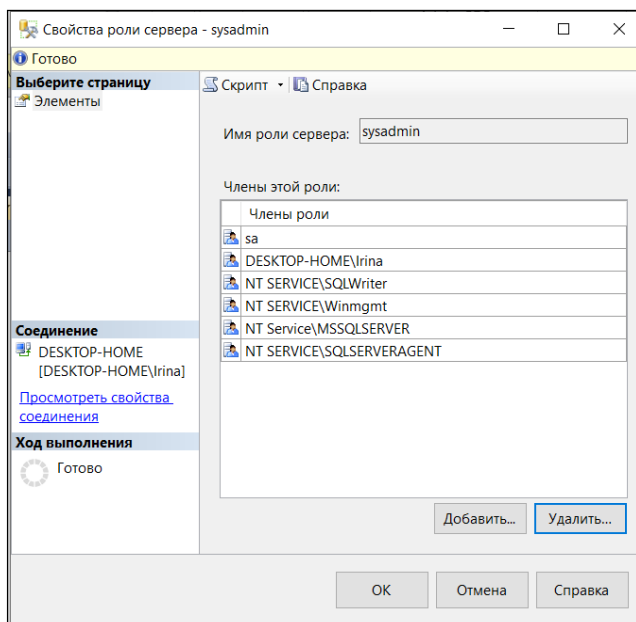 Свойства роли сервера - sysadmin
Готово
Выберите страницу
Элементы
Скрипт
Справка
Имя роли сервера: sysadmin
Члены этой роли:
Члены роли
sa
DESKTOP-HOME\Irina
NT SERVICE\SQLWriter
NT SERVICE\Winmgmt
NT Service\MSSQLSERVER
NT SERVICE\SQLSERVERAGENT
Соединение
DESKTOP-HOME
[DESKTOP-HOME\Irina]
Просмотреть свойства
соединения
Ход выполнения
Готово
Добавить...
Удалить...
ОК
Отмена
Справка